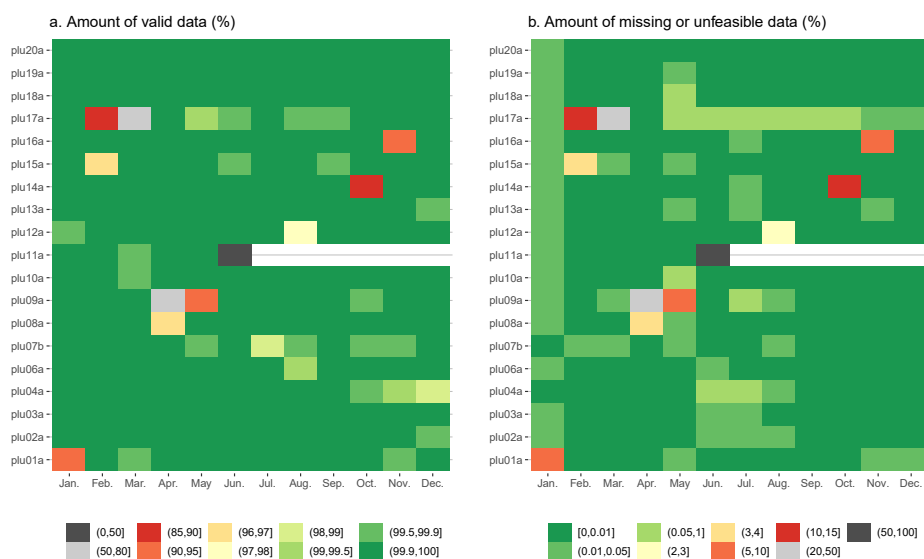 a. Amount of valid data (%)
b. Amount of missing or unfeasible data (%)
plu20a
plu19a
plu18a
plu17a
plu16a
plu15a
plu14a
plu13a
plu12a
plu11a
plu10a
plu09a
plu08a
plu07b
plu06a
plu04a
plu03a
plu02a
plu01a
Jan. Feb. Mar. Apr. May Jun. Jul. Aug. Sep. Oct. Nov. Dec.
plu20a
plu19a
plu18a
plu17a
plu16a
plu15a
plu14a
plu13a
plu12a
plu11a
plu10a
plu09a
plu08a
plu07b
plu06a
plu04a
plu03a
plu02a
plu01a
Jan. Feb. Mar. Apr. May Jun. Jul. Aug. Sep. Oct. Nov. Dec.
(0,50] (85,90] (96,97] (98,99] (99.5,99.9]
(50,80] (90,95] (97,98] (99,99.5] (99.9,100]
[0,0.01] (0.05,1] (3,4] (10,15] (50,100]
(0.01,0.05] (2,3] (5,10] (20,50]